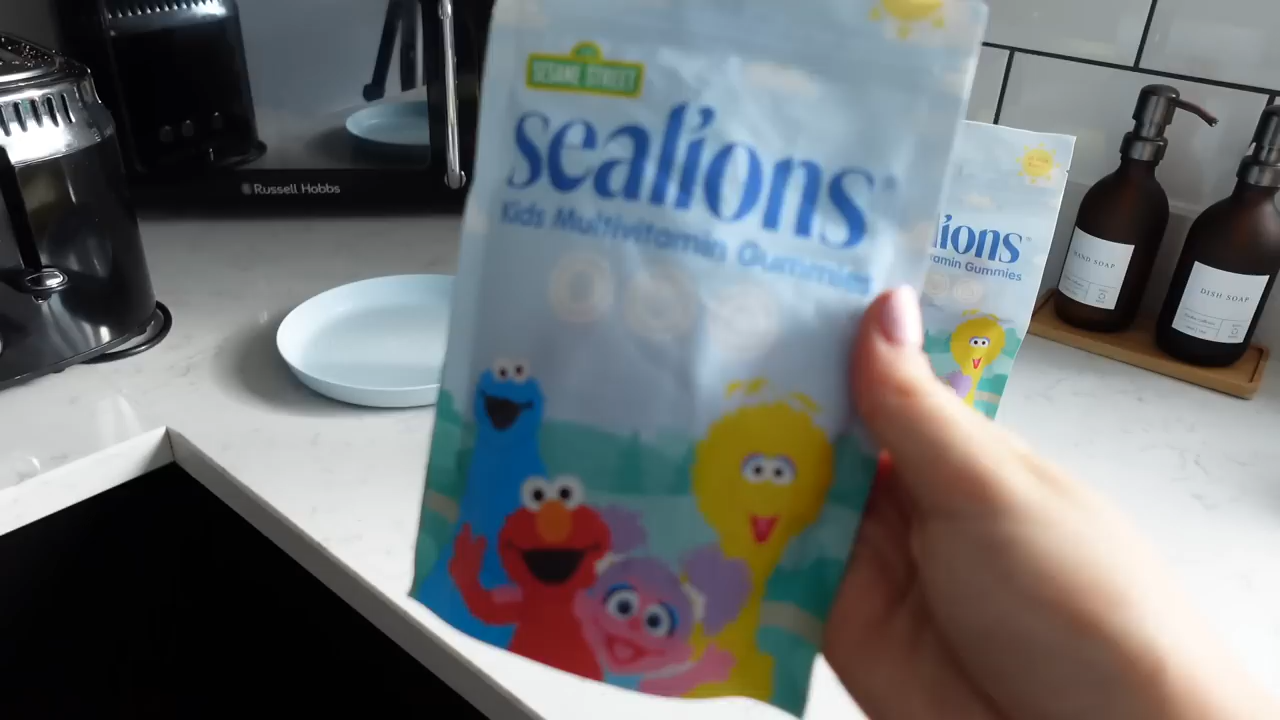 SESAME STREET
sealions
Kids Multivitamin Gummies
Russell Hobbs
lions
amin Gummies
HAND SOAP
DISH SOAP